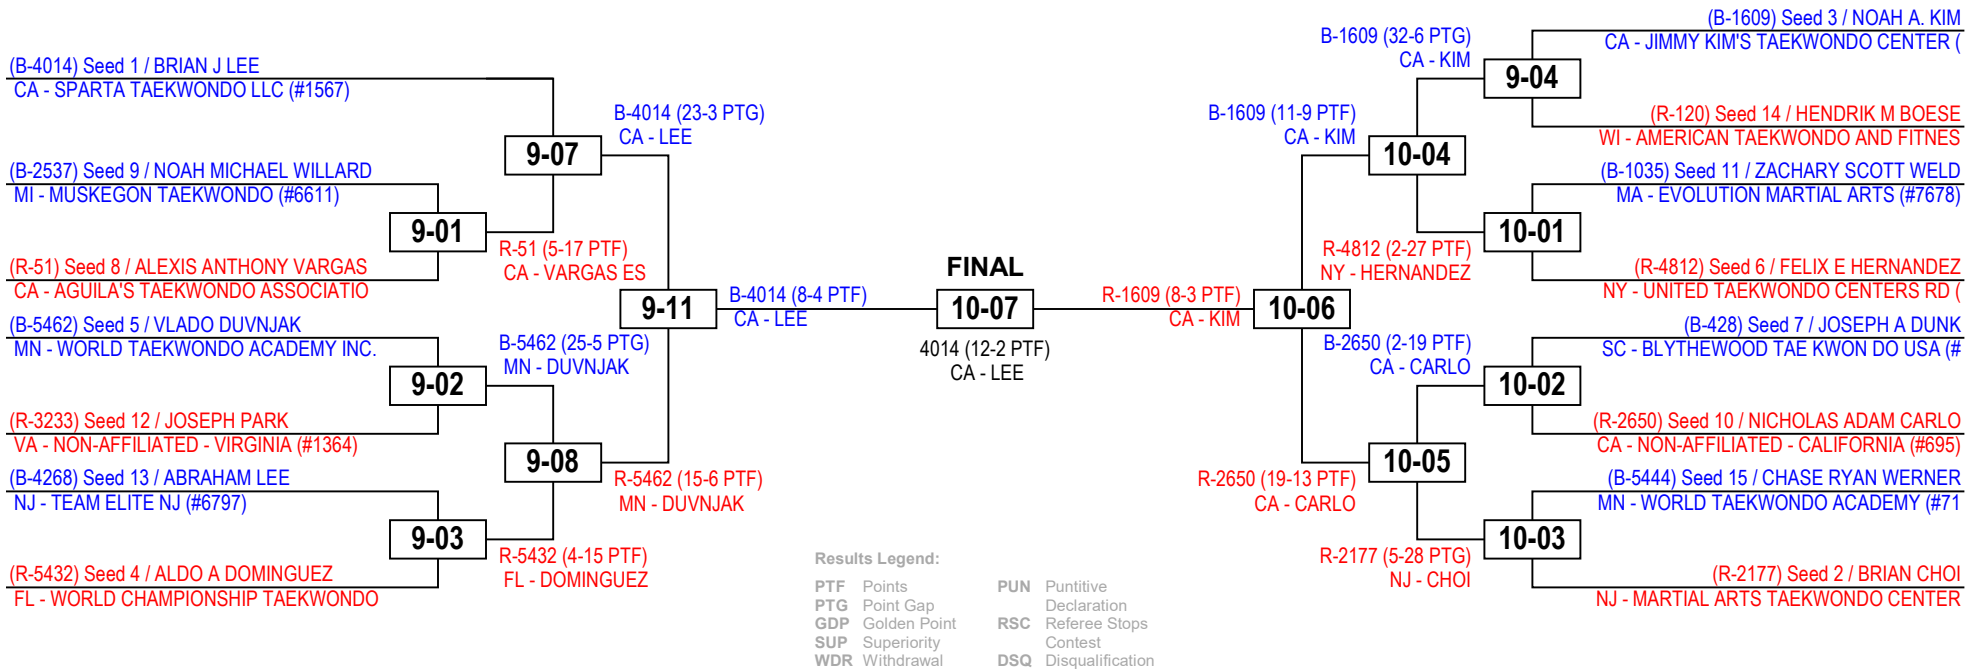 (B-4014) Seed 1 / BRIAN J LEE
CA - SPARTA TAEKWONDO LLC (#1567)
(B-2537) Seed 9 / NOAH MICHAEL WILLARD
MI - MUSKEGON TAEKWONDO (#6611)
(R-51) Seed 8 / ALEXIS ANTHONY VARGAS
CA - AGUILA'S TAEKWONDO ASSOCIATIO
(B-5462) Seed 5 / VLADO DUVNJAK
MN - WORLD TAEKWONDO ACADEMY INC.
(R-3233) Seed 12 / JOSEPH PARK
VA - NON-AFFILIATED - VIRGINIA (#1364)
(B-4268) Seed 13 / ABRAHAM LEE
NJ - TEAM ELITE NJ (#6797)
(R-5432) Seed 4 / ALDO A DOMINGUEZ
FL - WORLD CHAMPIONSHIP TAEKWONDO
9-01
9-02
9-03
R-51 (5-17 PTF)
CA - VARGAS ES
B-5462 (25-5 PTG)
MN - DUVNJAK
R-5432 (4-15 PTF)
FL - DOMINGUEZ
9-07
9-08
B-4014 (23-3 PTG)
CA - LEE
R-5462 (15-6 PTF)
MN - DUVNJAK
9-11
B-4014 (8-4 PTF)
CA - LEE
FINAL
10-07
4014 (12-2 PTF)
CA - LEE
R-1609 (8-3 PTF)
CA - KIM
10-06
B-1609 (11-9 PTF)
CA - KIM
R-2650 (19-13 PTF)
CA - CARLO
10-04
10-05
B-1609 (32-6 PTG)
CA - KIM
R-4812 (2-27 PTF)
NY - HERNANDEZ
B-2650 (2-19 PTF)
CA - CARLO
R-2177 (5-28 PTG)
NJ - CHOI
9-04
10-01
10-02
10-03
(B-1609) Seed 3 / NOAH A. KIM
CA - JIMMY KIM'S TAEKWONDO CENTER (
(R-120) Seed 14 / HENDRIK M BOESE
WI - AMERICAN TAEKWONDO AND FITNES
(B-1035) Seed 11 / ZACHARY SCOTT WELD
MA - EVOLUTION MARTIAL ARTS (#7678)
(R-4812) Seed 6 / FELIX E HERNANDEZ
NY - UNITED TAEKWONDO CENTERS RD (
(B-428) Seed 7 / JOSEPH A DUNK
SC - BLYTHEWOOD TAE KWON DO USA (#
(R-2650) Seed 10 / NICHOLAS ADAM CARLO
CA - NON-AFFILIATED - CALIFORNIA (#695)
(B-5444) Seed 15 / CHASE RYAN WERNER
MN - WORLD TAEKWONDO ACADEMY (#71
(R-2177) Seed 2 / BRIAN CHOI
NJ - MARTIAL ARTS TAEKWONDO CENTER
Results Legend:
PTF Points
PTG Point Gap
GDP Golden Point
SUP Superiority
WDR Withdrawal
PUN Puntitive
Declaration
RSC Referee Stops
Contest
DSQ Disqualification